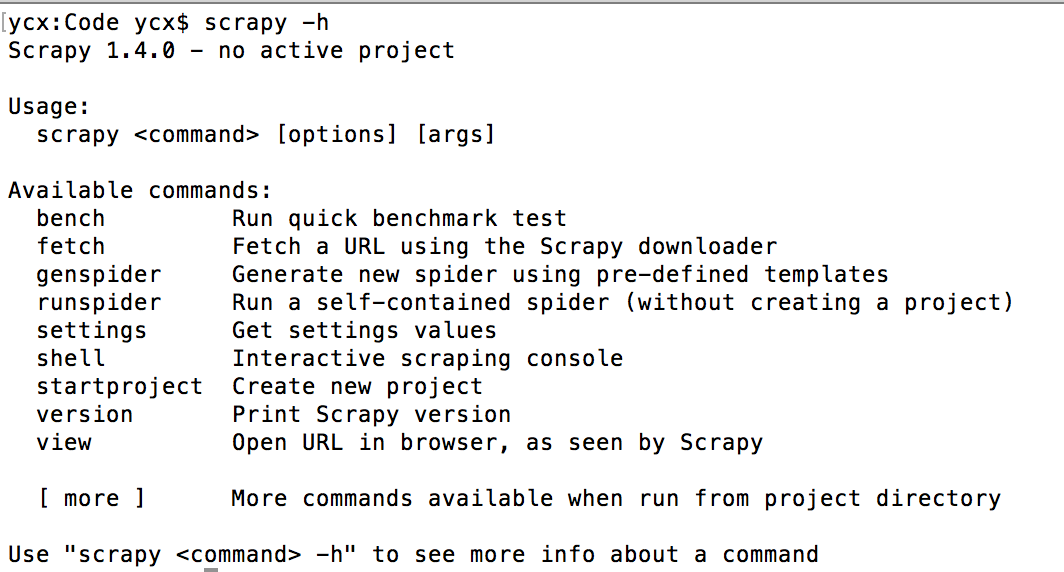 [ycx:Code ycx$ scrapy -h
Scrapy 1.4.0 - no active project
Usage:
scrapy <command> [options] [args]
Available commands:
bench Run quick benchmark test
fetch Fetch a URL using the Scrapy downloader
genspider Generate new spider using pre-defined templates
runspider Run a self-contained spider (without creating a project)
settings Get settings values
shell Interactive scraping console
startproject Create new project
version Print Scrapy version
view Open URL in browser, as seen by Scrapy
[ more ] More commands available when run from project directory
Use "scrapy <command> -h" to see more info about a command